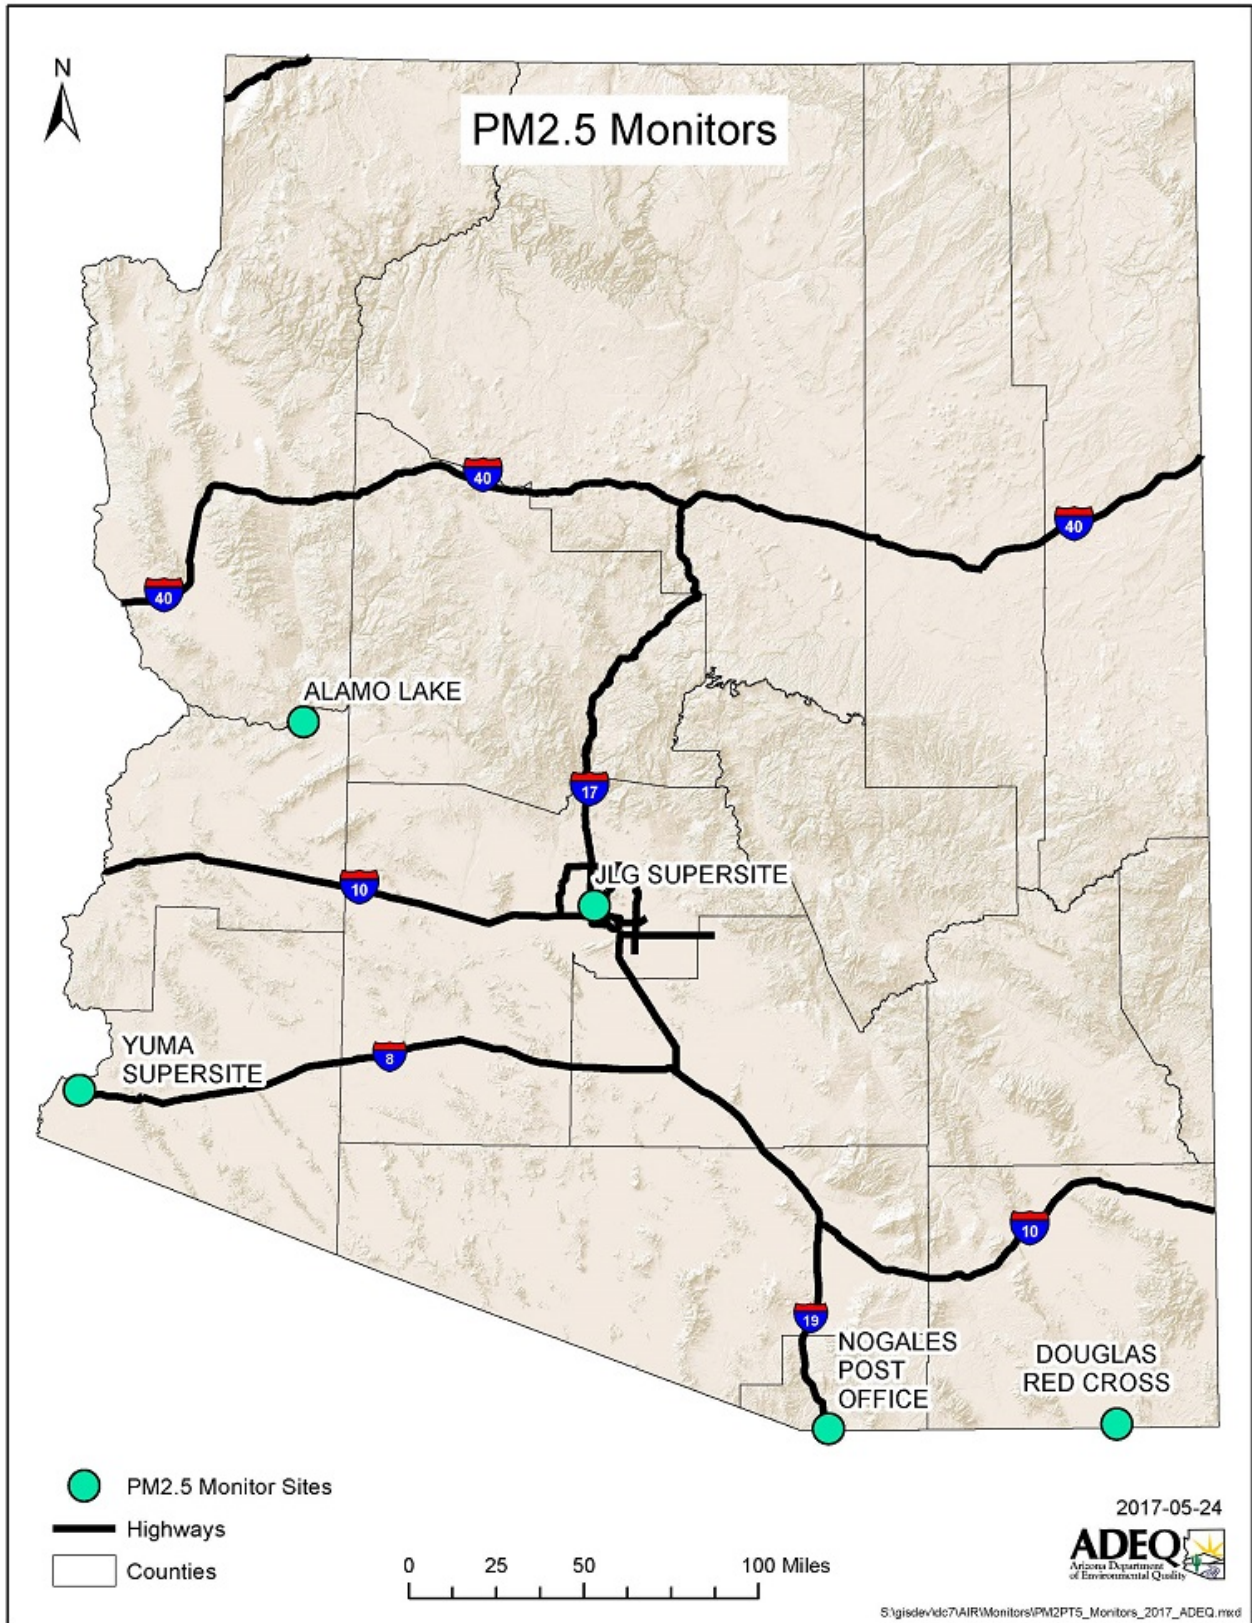 N
PM2.5 Monitors
40
40
40
ALAMO LAKE
17
JLG SUPERSITE
10
YUMA
SUPERSITE
8
10
19
NOGALES
POST
OFFICE
DOUGLAS
RED CROSS
PM2.5 Monitor Sites
Highways
Counties
0 25 50 100 Miles
2017-05-24
ADEQ
Arizona Department
of Environmental Quality
S:\gisdev\dc7\AIR\Monitors\PM2PT5_Monitors_2017_ADEQ.mxd